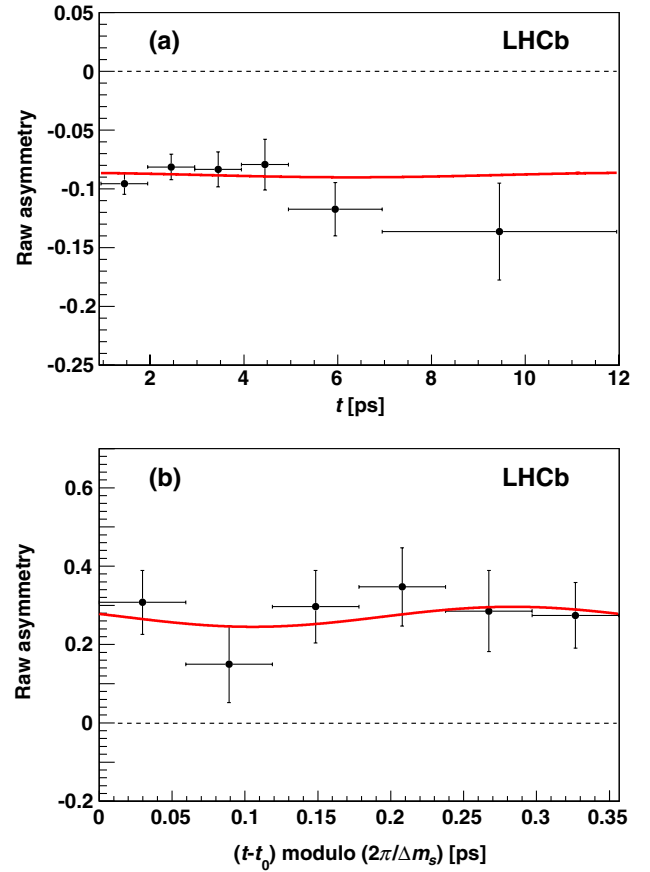 (a) LHCb
Raw asymmetry
0.05
0
-0.05
-0.1
-0.15
-0.2
-0.25
2 4 6 8 10 12
t [ps]
(b) LHCb
Raw asymmetry
0.6
0.4
0.2
0
-0.2
0 0.05 0.1 0.15 0.2 0.25 0.3 0.35
(t-t₀) modulo (2π/Δmₛ) [ps]